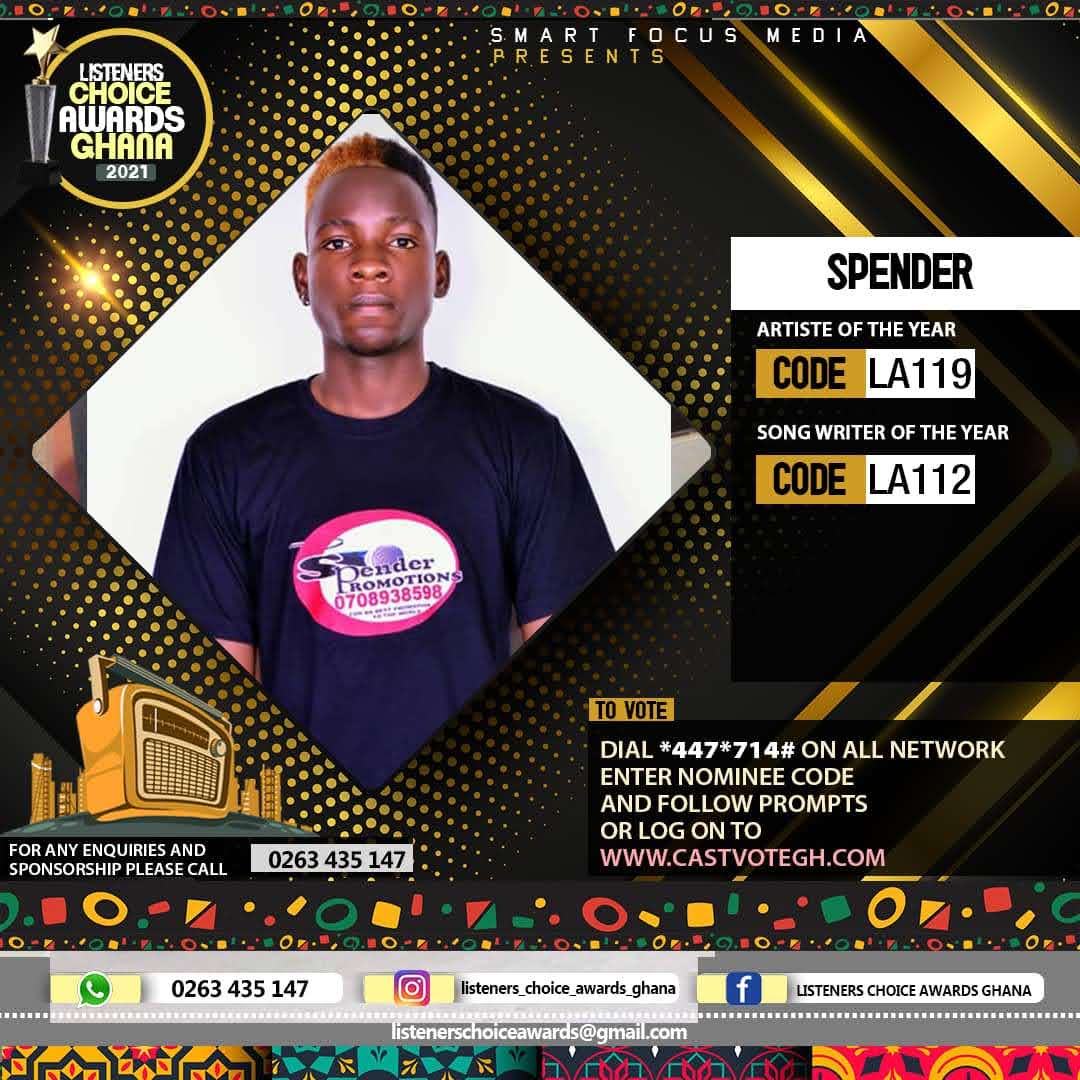 SMART FOCUS MEDIA
PRESENTS
LISTENERS
CHOICE
AWARDS
GHANA
2021
SPENDER
ARTISTE OF THE YEAR
CODE LA119
SONG WRITER OF THE YEAR
CODE LA112
Spender
PROMOTIONS
0708938598
TO THE WORLD
TO VOTE
DIAL *447*714# ON ALL NETWORK
ENTER NOMINEE CODE
AND FOLLOW PROMPTS
OR LOG ON TO
WWW.CASTVOTEGH.COM
FOR ANY ENQUIRIES AND
SPONSORSHIP PLEASE CALL
0263 435 147
0263 435 147
listeners_choice_awards_ghana
f
LISTENERS CHOICE AWARDS GHANA
listenerschoiceawards@gmail.com